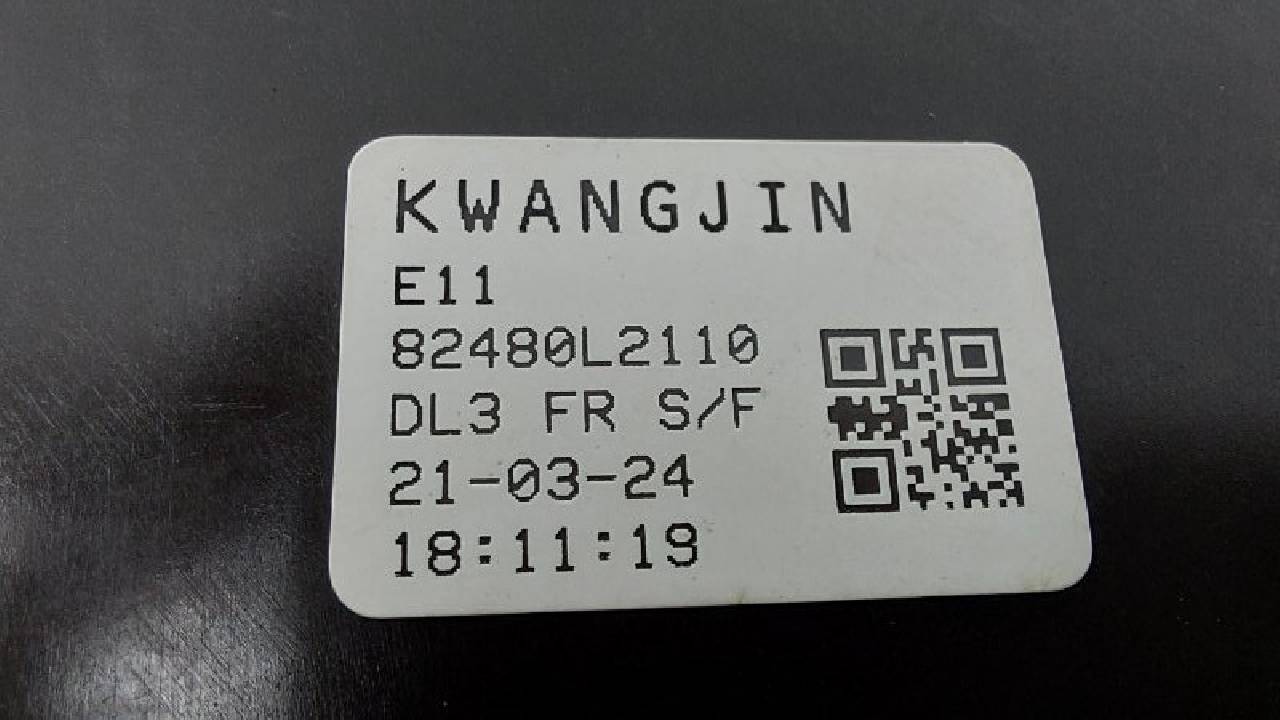 KWANGJIN
E11
82480L2110
DL3 FR S/F
21-03-24
18:11:19